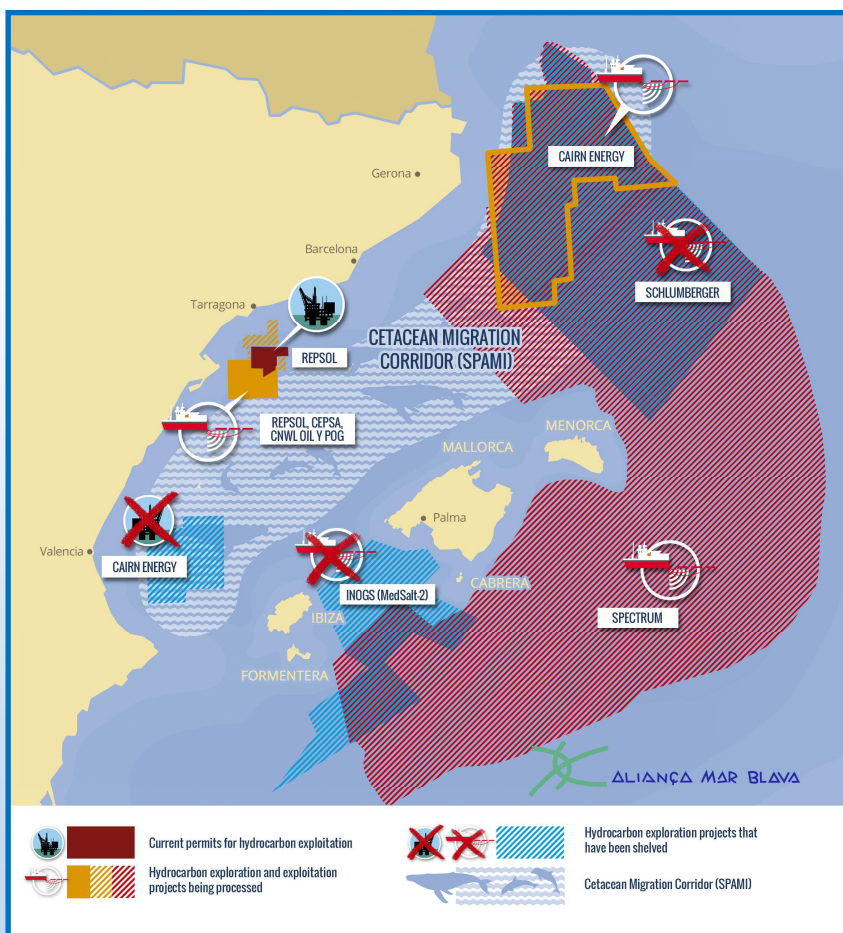 CAIRN ENERGY
Gerona
Barcelona
SCHLUMBERGER
Tarragona
CETACEAN MIGRATION
CORRIDOR (SPAMI)
REPSOL
REPSOL, CEPSA,
CNWL OIL Y POG
MENORCA
MALLORCA
Palma
Valencia
CAIRN ENERGY
CABRERA
INOGS (MedSalt-2)
IBIZA
SPECTRUM
FORMENTERA
ALIANÇA MAR BLAVA
Current permits for hydrocarbon exploitation
Hydrocarbon exploration and exploitation
projects being processed
Hydrocarbon exploration projects that
have been shelved
Cetacean Migration Corridor (SPAMI)